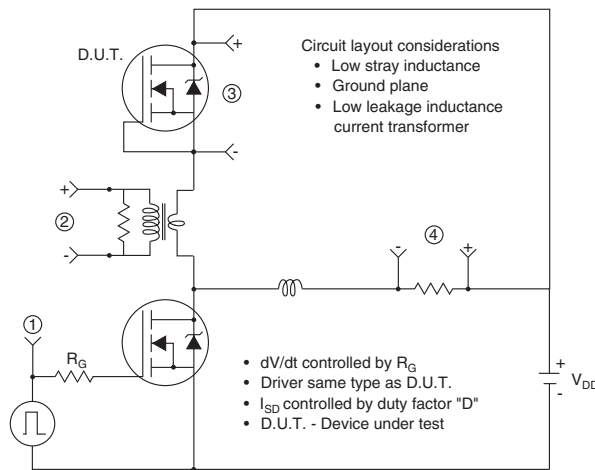 D.U.T.
+
Circuit layout considerations
• Low stray inductance
• Ground plane
• Low leakage inductance
current transformer
③
-
+
②
-
④
-
+
①
R_G
• dV/dt controlled by R_G
• Driver same type as D.U.T.
• I_SD controlled by duty factor "D"
• D.U.T. - Device under test
+
V_DD
-